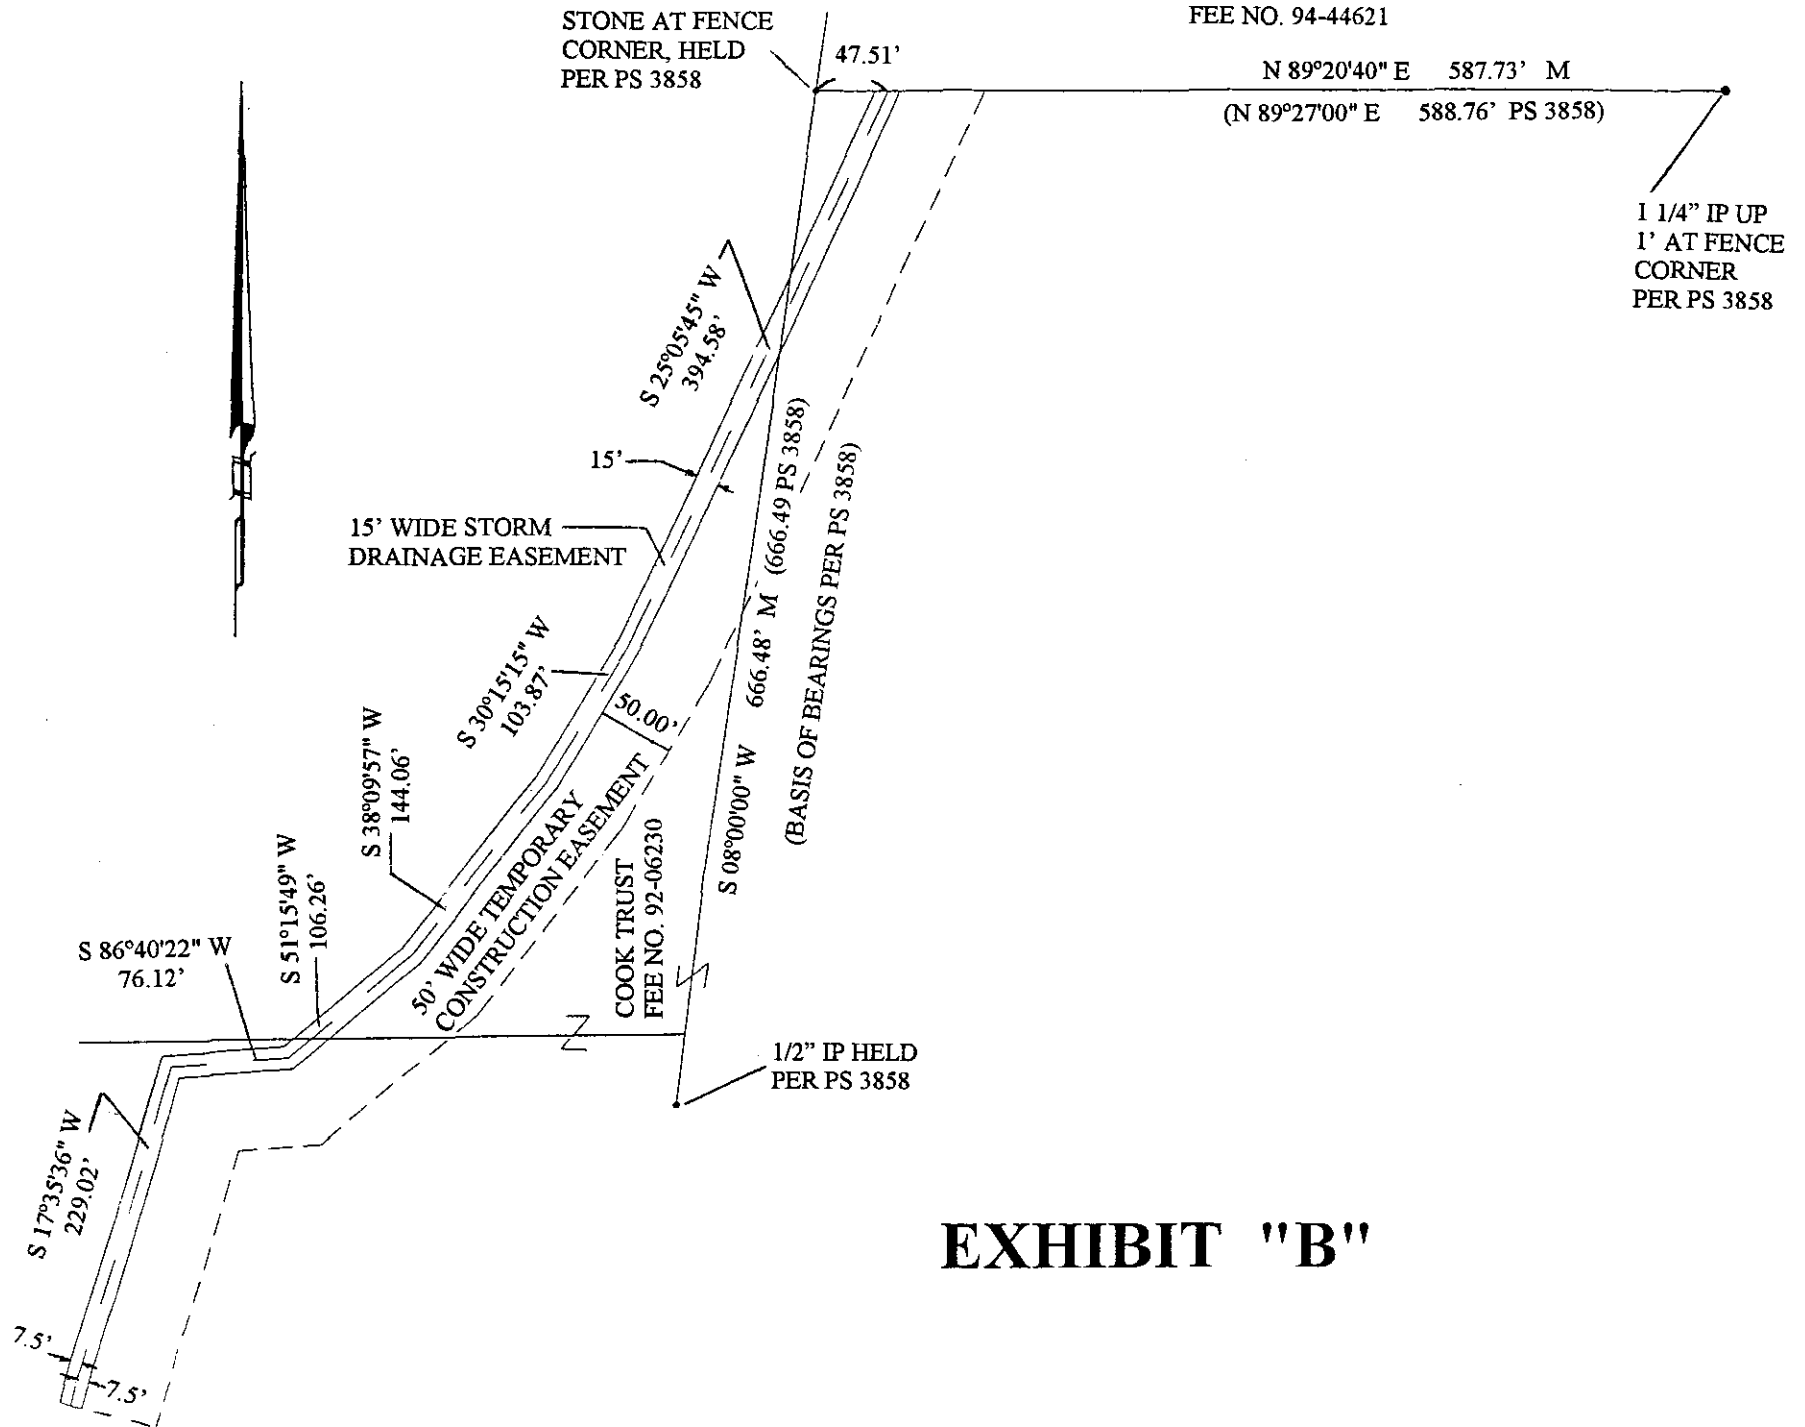 FEE NO. 94-44621
STONE AT FENCE
CORNER, HELD
PER PS 3858
47.51'
N 89°20'40" E 587.73' M
(N 89°27'00" E 588.76' PS 3858)
1 1/4" IP UP
1' AT FENCE
CORNER
PER PS 3858
S 25°05'45" W
394.58'
15'
15' WIDE STORM
DRAINAGE EASEMENT
S 08°00'00" W 666.48' M (666.49 PS 3858)
(BASIS OF BEARINGS PER PS 3858)
S 30°15'15" W
103.87'
50.00'
S 38°09'57" W
144.06'
50' WIDE TEMPORARY
CONSTRUCTION EASEMENT
COOK TRUST
FEE NO. 92-06230
S 51°15'49" W
106.26'
S 86°40'22" W
76.12'
1/2" IP HELD
PER PS 3858
S 17°35'36" W
229.02'
EXHIBIT "B"
7.5'
7.5'